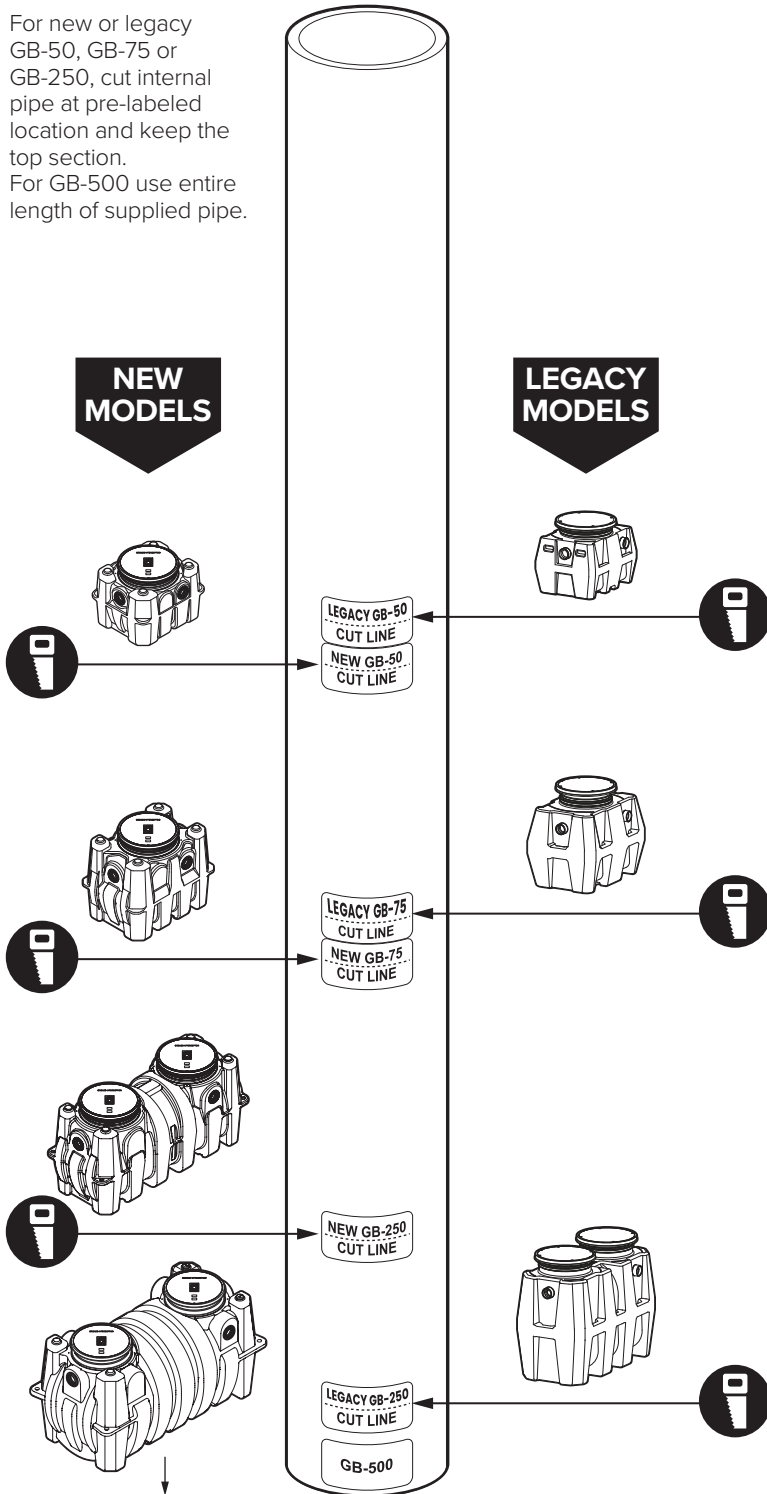 For new or legacy
GB-50, GB-75 or
GB-250, cut internal
pipe at pre-labeled
location and keep the
top section.
For GB-500 use entire
length of supplied pipe.
NEW
MODELS
LEGACY
MODELS
LEGACY GB-50
CUT LINE
NEW GB-50
CUT LINE
LEGACY GB-75
CUT LINE
NEW GB-75
CUT LINE
NEW GB-250
CUT LINE
LEGACY GB-250
CUT LINE
GB-500